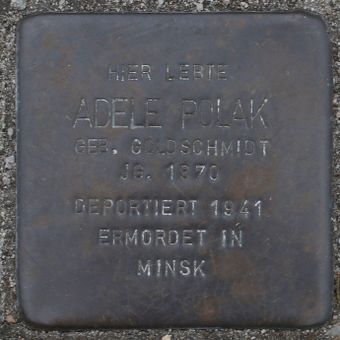 HIER LEBTE
ADELE POLAK
GEB. GOLDSCHMIDT
JG. 1870
DEPORTIERT 1941
ERMORDET IN
MINSK